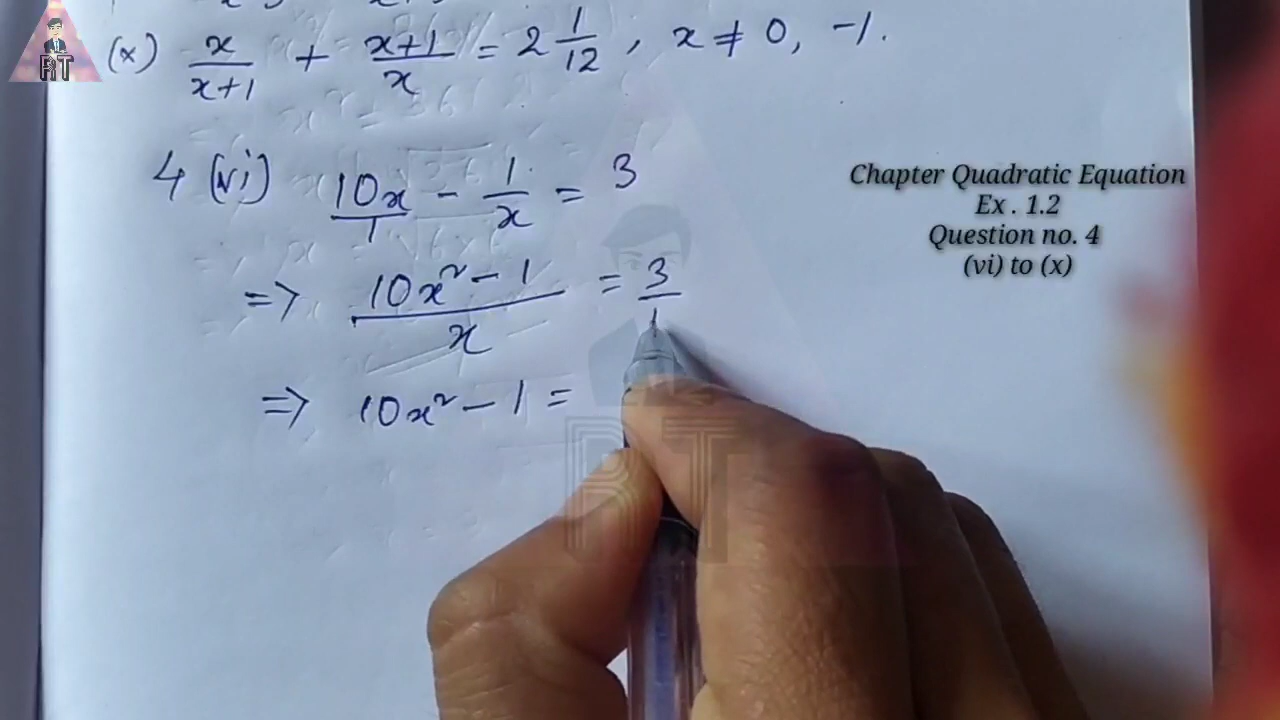 (x) x/(x+1) + (x+1)/x = 2 1/12 , x ≠ 0, -1.
4 (vi) 10x/1 - 1/x = 3
=> (10x² - 1)/x = 3/1
=> 10x² - 1 =
Chapter Quadratic Equation
Ex . 1.2
Question no. 4
(vi) to (x)
RT
RT